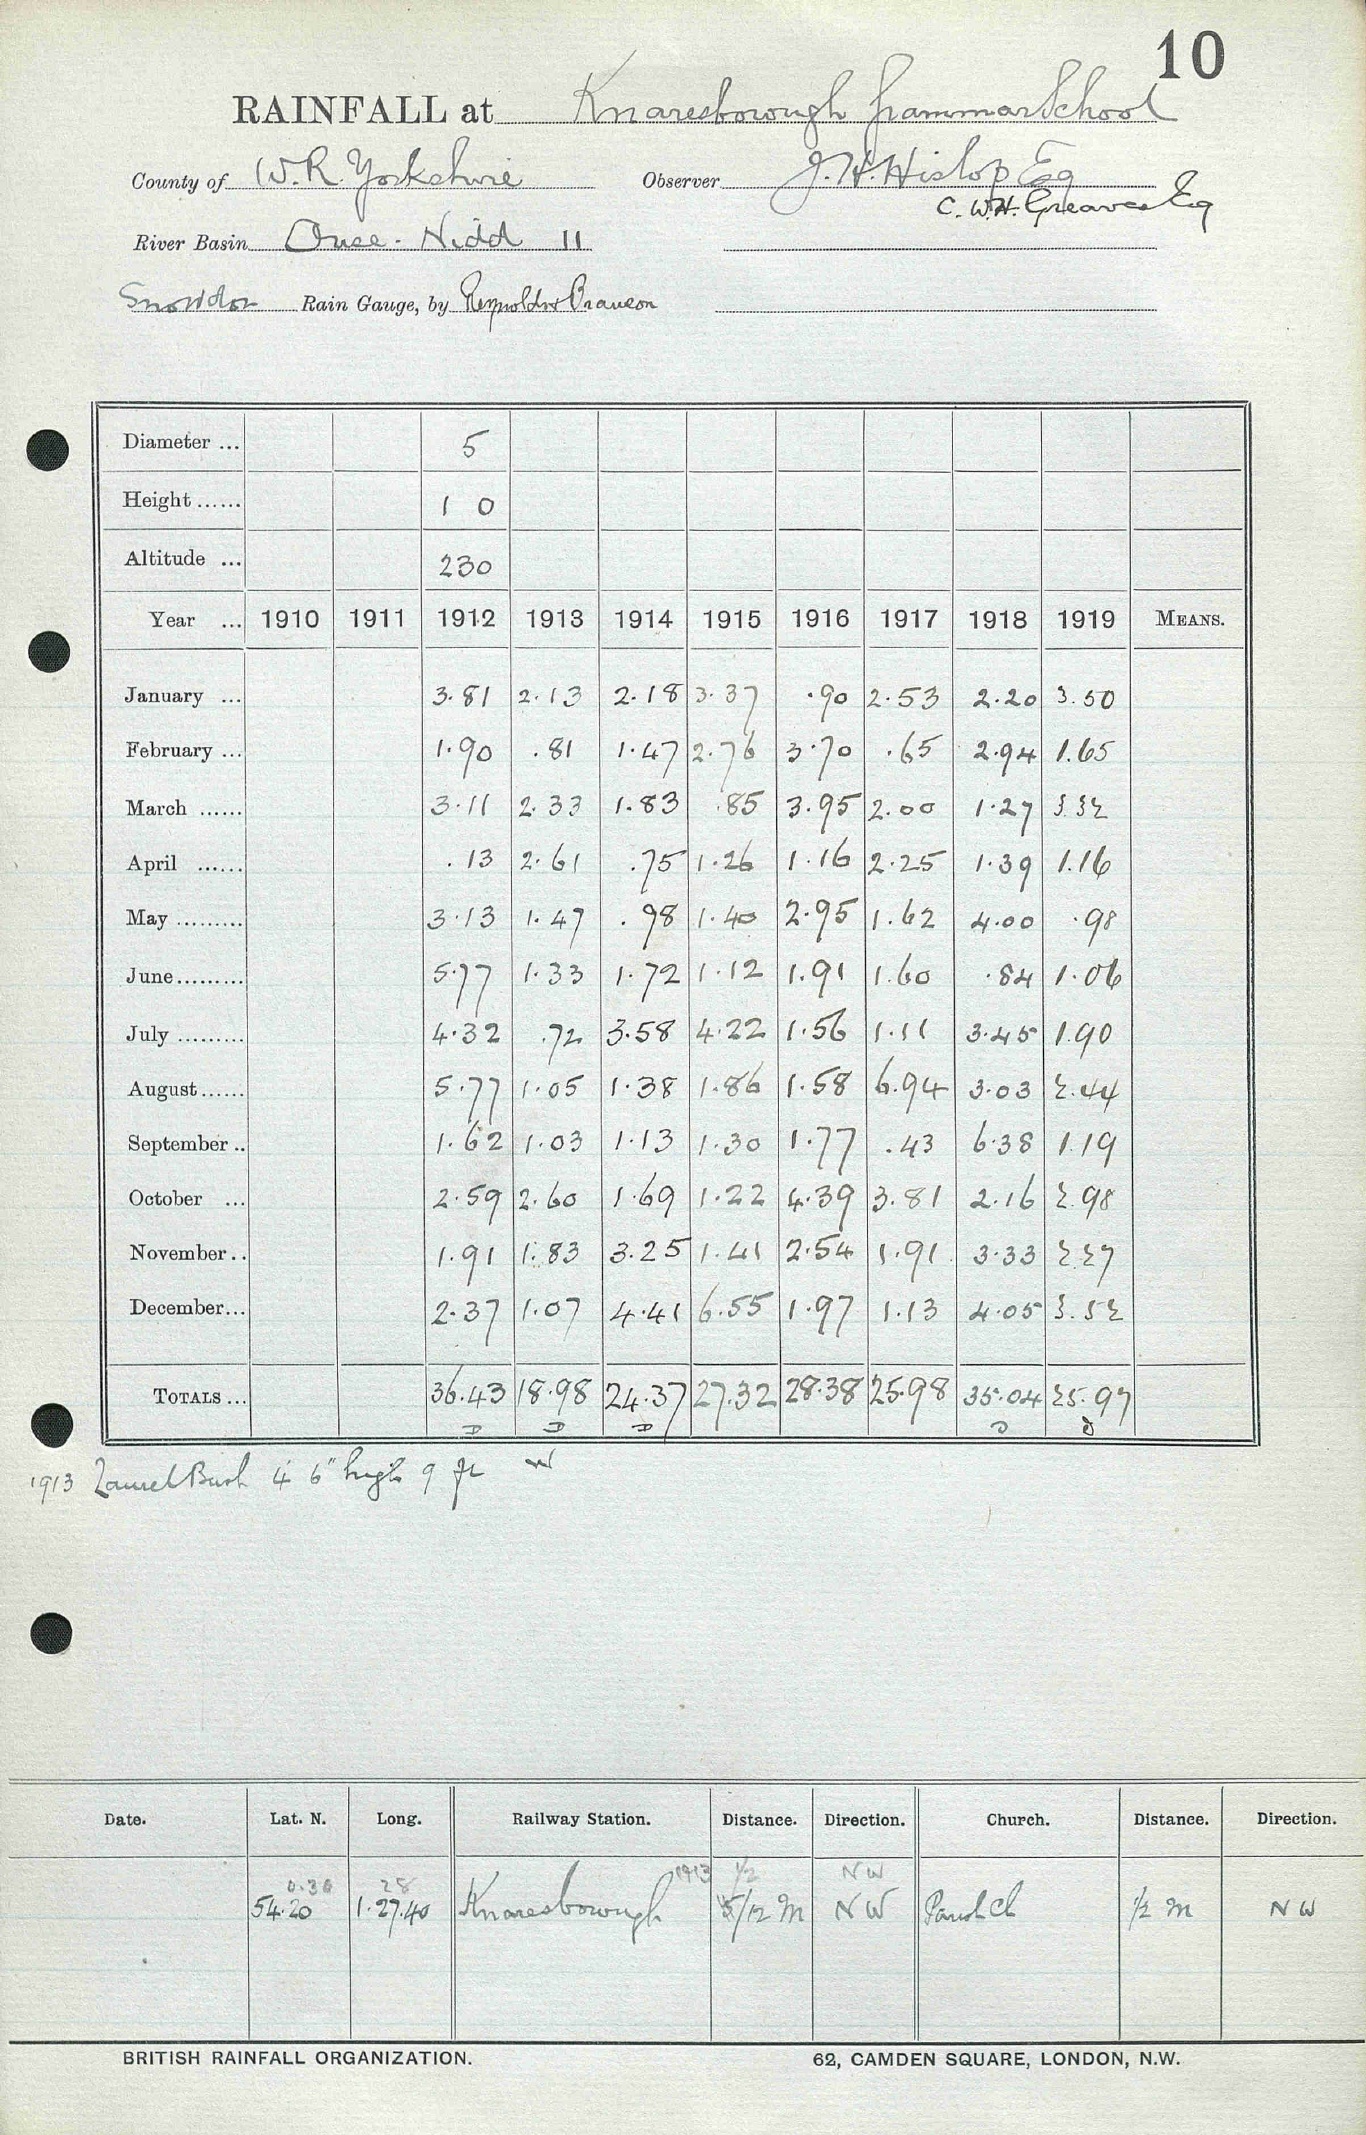 10
RAINFALL at Knaresborough Grammar School
County of W.R. Yorkshire Observer J. H. Hislop Esq
C. W. H. Greaves Esq
River Basin Ouse - Nidd 11
Snowdon Rain Gauge, by Reynolds & Branson
Diameter ... 5
Height ...... 1 0
Altitude ... 230
Year ... 1910 1911 1912 1913 1914 1915 1916 1917 1918 1919 MEANS.
January ... 3.81 2.13 2.18 3.37 .90 2.53 2.20 3.50
February ... 1.90 .81 1.47 2.76 3.70 .65 2.94 1.65
March ...... 3.11 2.33 1.83 .85 3.95 2.00 1.27 3.32
April ...... .13 2.61 .75 1.26 1.16 2.25 1.39 1.16
May ......... 3.13 1.47 .98 1.40 2.95 1.62 4.00 .98
June ......... 5.77 1.33 1.72 1.12 1.91 1.60 .84 1.06
July ......... 4.32 .72 3.58 4.22 1.56 1.11 3.45 1.90
August ...... 5.77 1.05 1.38 1.86 1.58 6.94 3.03 2.44
September .. 1.62 1.03 1.13 1.30 1.77 .43 6.38 1.19
October ... 2.59 2.60 1.69 1.22 4.39 3.81 2.16 2.98
November .. 1.91 1.83 3.25 1.41 2.54 1.91 3.33 2.27
December ... 2.37 1.07 4.41 6.55 1.97 1.13 4.05 3.52
TOTALS ... 36.43 18.98 24.37 27.32 28.38 25.98 35.04 25.97
D D D D D
1913 Laurel Bush 4' 6" high 9 ft W
Date. Lat. N. Long. Railway Station. Distance. Direction. Church. Distance. Direction.
0.30 28 1913 1/2 NW
54.20 1.27.40 Knaresborough 5/12 m NW Parish Ch 1/2 m NW
BRITISH RAINFALL ORGANIZATION. 62, CAMDEN SQUARE, LONDON, N.W.